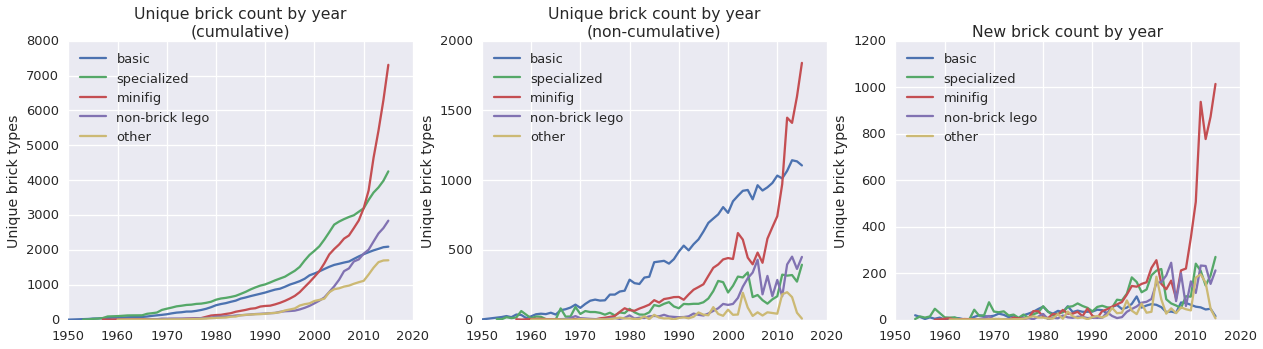 Unique brick count by year
(cumulative)
Unique brick types
8000
7000
6000
5000
4000
3000
2000
1000
0
basic
specialized
minifig
non-brick lego
other
1950 1960 1970 1980 1990 2000 2010 2020
Unique brick count by year
(non-cumulative)
Unique brick types
2000
1500
1000
500
0
basic
specialized
minifig
non-brick lego
other
1950 1960 1970 1980 1990 2000 2010 2020
New brick count by year
Unique brick types
1200
1000
800
600
400
200
0
basic
specialized
minifig
non-brick lego
other
1950 1960 1970 1980 1990 2000 2010 2020